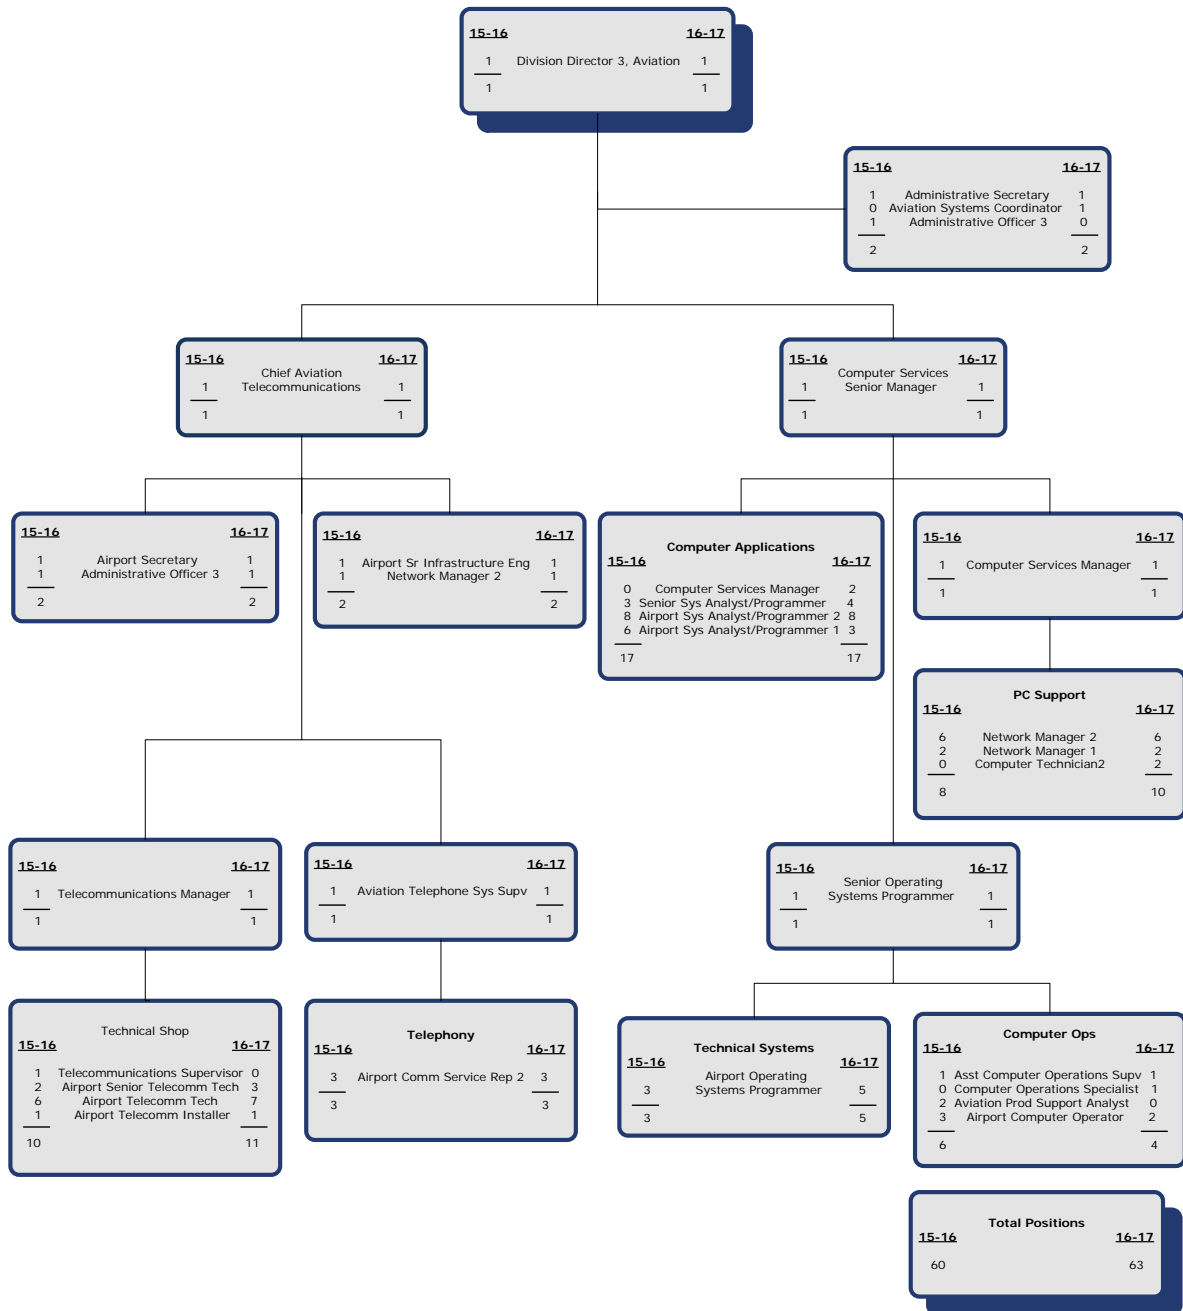 15-16 16-17
1 Division Director 3, Aviation 1
1 1
15-16 16-17
1 Administrative Secretary 1
0 Aviation Systems Coordinator 1
1 Administrative Officer 3 0
2 2
15-16 16-17
Chief Aviation
1 Telecommunications 1
1 1
15-16 16-17
Computer Services
1 Senior Manager 1
1 1
15-16 16-17
1 Airport Secretary 1
1 Administrative Officer 3 1
2 2
15-16 16-17
1 Airport Sr Infrastructure Eng 1
1 Network Manager 2 1
2 2
Computer Applications
15-16 16-17
0 Computer Services Manager 2
3 Senior Sys Analyst/Programmer 4
8 Airport Sys Analyst/Programmer 2 8
6 Airport Sys Analyst/Programmer 1 3
17 17
15-16 16-17
1 Computer Services Manager 1
1 1
PC Support
15-16 16-17
6 Network Manager 2 6
2 Network Manager 1 2
0 Computer Technician2 2
8 10
15-16 16-17
1 Telecommunications Manager 1
1 1
15-16 16-17
1 Aviation Telephone Sys Supv 1
1 1
15-16 16-17
Senior Operating
1 Systems Programmer 1
1 1
Technical Shop
15-16 16-17
1 Telecommunications Supervisor 0
2 Airport Senior Telecomm Tech 3
6 Airport Telecomm Tech 7
1 Airport Telecomm Installer 1
10 11
Telephony
15-16 16-17
3 Airport Comm Service Rep 2 3
3 3
Technical Systems
15-16 16-17
Airport Operating
3 Systems Programmer 5
3 5
Computer Ops
15-16 16-17
1 Asst Computer Operations Supv 1
0 Computer Operations Specialist 1
2 Aviation Prod Support Analyst 0
3 Airport Computer Operator 2
6 4
Total Positions
15-16 16-17
60 63